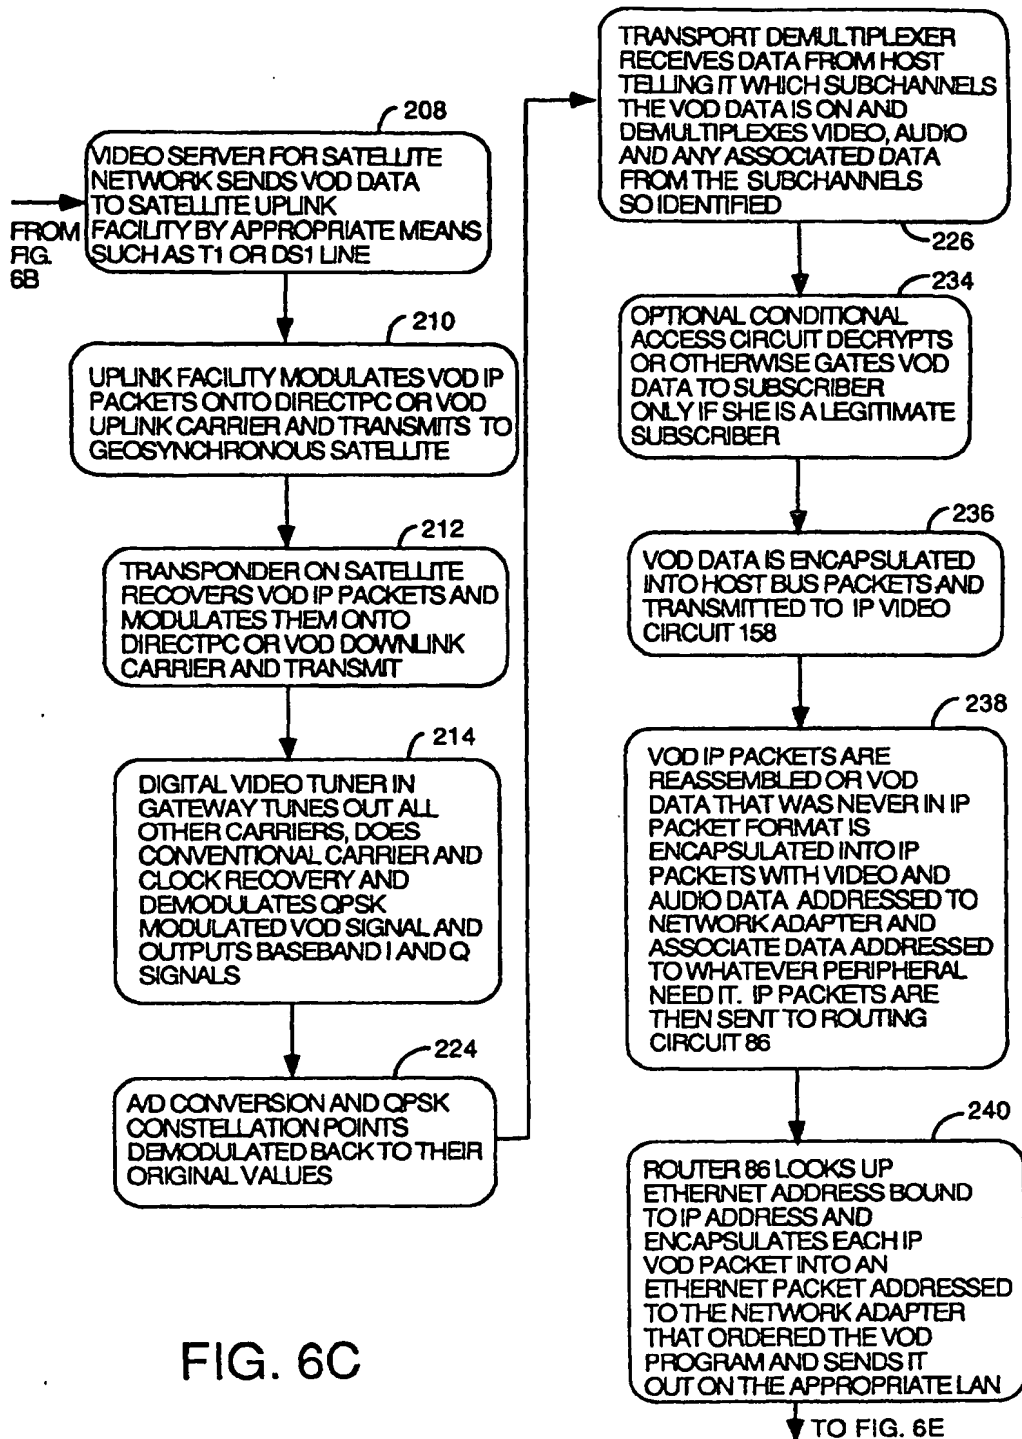 208
VIDEO SERVER FOR SATELLITE
NETWORK SENDS VOD DATA
TO SATELLITE UPLINK
FACILITY BY APPROPRIATE MEANS
SUCH AS T1 OR DS1 LINE
FROM
FIG.
6B
210
UPLINK FACILITY MODULATES VOD IP
PACKETS ONTO DIRECTPC OR VOD
UPLINK CARRIER AND TRANSMITS TO
GEOSYNCHRONOUS SATELLITE
212
TRANSPONDER ON SATELLITE
RECOVERS VOD IP PACKETS AND
MODULATES THEM ONTO
DIRECTPC OR VOD DOWNLINK
CARRIER AND TRANSMIT
214
DIGITAL VIDEO TUNER IN
GATEWAY TUNES OUT ALL
OTHER CARRIERS, DOES
CONVENTIONAL CARRIER AND
CLOCK RECOVERY AND
DEMODULATES QPSK
MODULATED VOD SIGNAL AND
OUTPUTS BASEBAND I AND Q
SIGNALS
224
A/D CONVERSION AND QPSK
CONSTELLATION POINTS
DEMODULATED BACK TO THEIR
ORIGINAL VALUES
TRANSPORT DEMULTIPLEXER
RECEIVES DATA FROM HOST
TELLING IT WHICH SUBCHANNELS
THE VOD DATA IS ON AND
DEMULTIPLEXES VIDEO, AUDIO
AND ANY ASSOCIATED DATA
FROM THE SUBCHANNELS
SO IDENTIFIED
226
234
OPTIONAL CONDITIONAL
ACCESS CIRCUIT DECRYPTS
OR OTHERWISE GATES VOD
DATA TO SUBSCRIBER
ONLY IF SHE IS A LEGITIMATE
SUBSCRIBER
236
VOD DATA IS ENCAPSULATED
INTO HOST BUS PACKETS AND
TRANSMITTED TO IP VIDEO
CIRCUIT 158
238
VOD IP PACKETS ARE
REASSEMBLED OR VOD
DATA THAT WAS NEVER IN IP
PACKET FORMAT IS
ENCAPSULATED INTO IP
PACKETS WITH VIDEO AND
AUDIO DATA ADDRESSED TO
NETWORK ADAPTER AND
ASSOCIATE DATA ADDRESSED
TO WHATEVER PERIPHERAL
NEED IT. IP PACKETS ARE
THEN SENT TO ROUTING
CIRCUIT 86
240
ROUTER 86 LOOKS UP
ETHERNET ADDRESS BOUND
TO IP ADDRESS AND
ENCAPSULATES EACH IP
VOD PACKET INTO AN
ETHERNET PACKET ADDRESSED
TO THE NETWORK ADAPTER
THAT ORDERED THE VOD
PROGRAM AND SENDS IT
OUT ON THE APPROPRIATE LAN
TO FIG. 6E
FIG. 6C